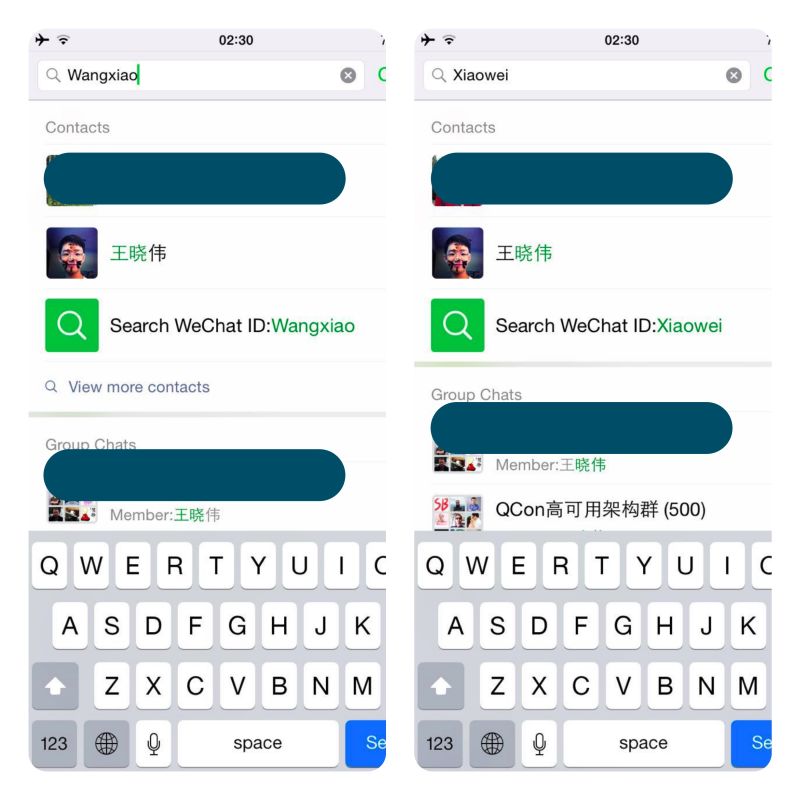 02:30
Wangxiao
Contacts
王晓伟
Search WeChat ID:Wangxiao
View more contacts
Group Chats
Member:王晓伟
Q W E R T Y U I
A S D F G H J K
Z X C V B N M
123 space Se
02:30
Xiaowei
Contacts
王晓伟
Search WeChat ID:Xiaowei
Group Chats
Member:王晓伟
SB
QCon高可用架构群 (500)
Q W E R T Y U I
A S D F G H J K
Z X C V B N M
123 space Se